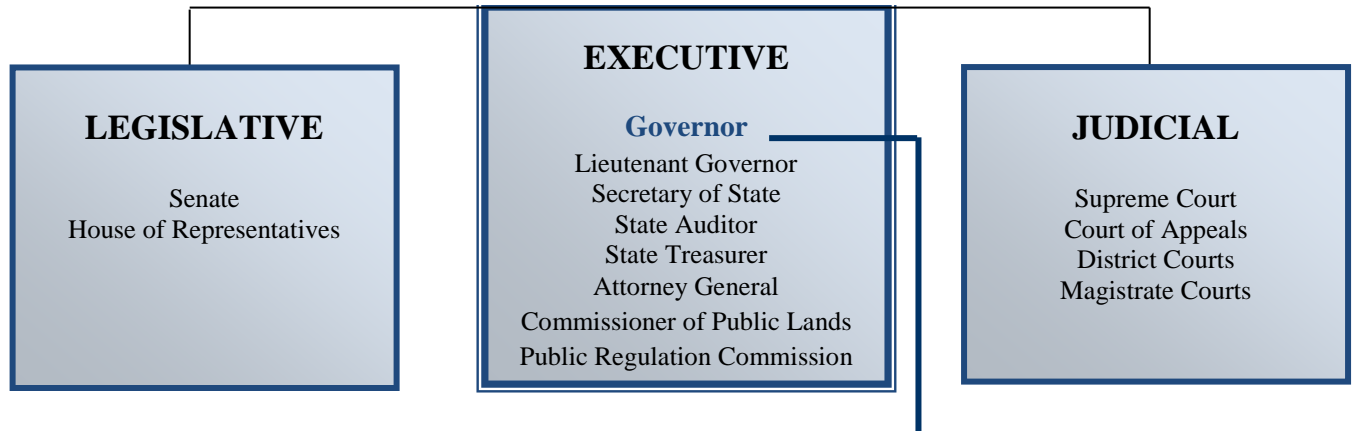 LEGISLATIVE
Senate
House of Representatives
EXECUTIVE
Governor
Lieutenant Governor
Secretary of State
State Auditor
State Treasurer
Attorney General
Commissioner of Public Lands
Public Regulation Commission
JUDICIAL
Supreme Court
Court of Appeals
District Courts
Magistrate Courts